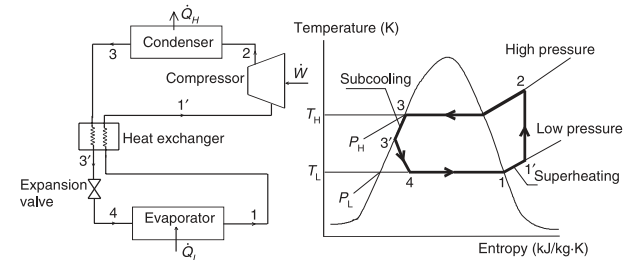 Q̇H
Condenser
3
2
Compressor
Ẇ
1′
Heat exchanger
3′
Expansion
valve
4
Evaporator
1
Q̇L
Temperature (K)
High pressure
Subcooling
2
TH
3
PH
Low pressure
3′
TL
4
1
1′
Superheating
PL
Entropy (kJ/kg·K)